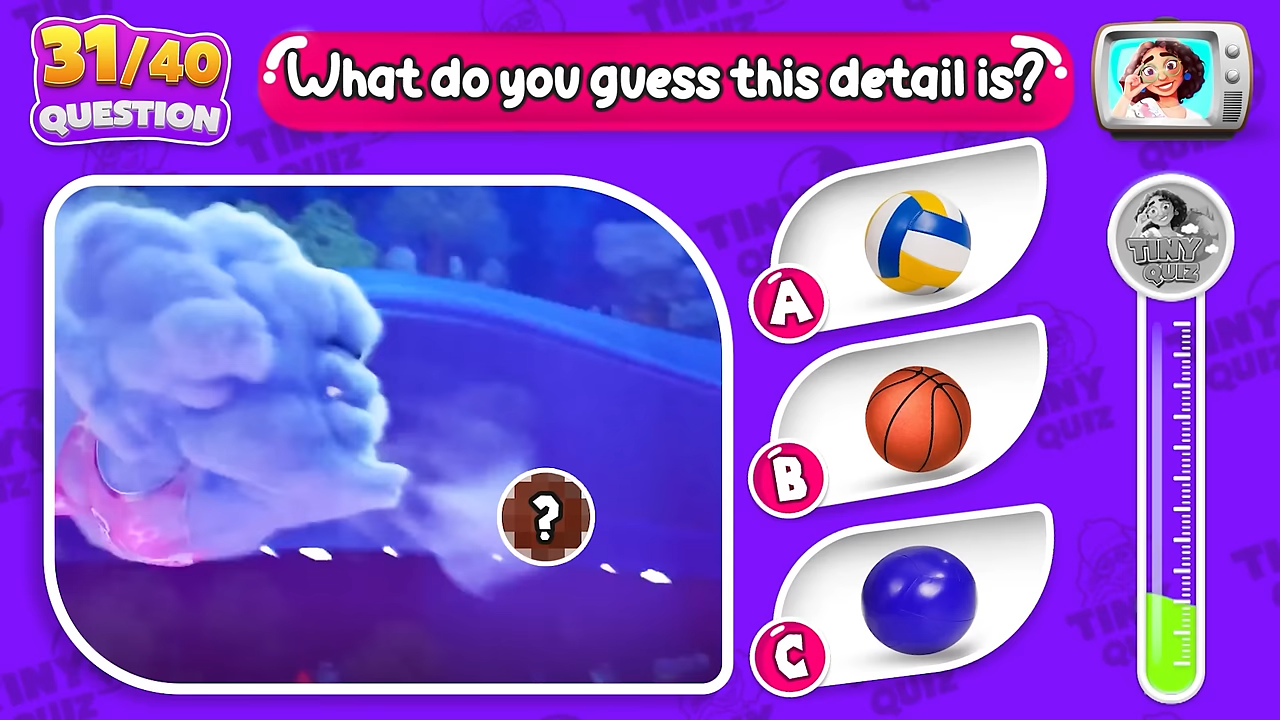 31/40
QUESTION
What do you guess this detail is?
?
A
B
C
TINY
QUIZ